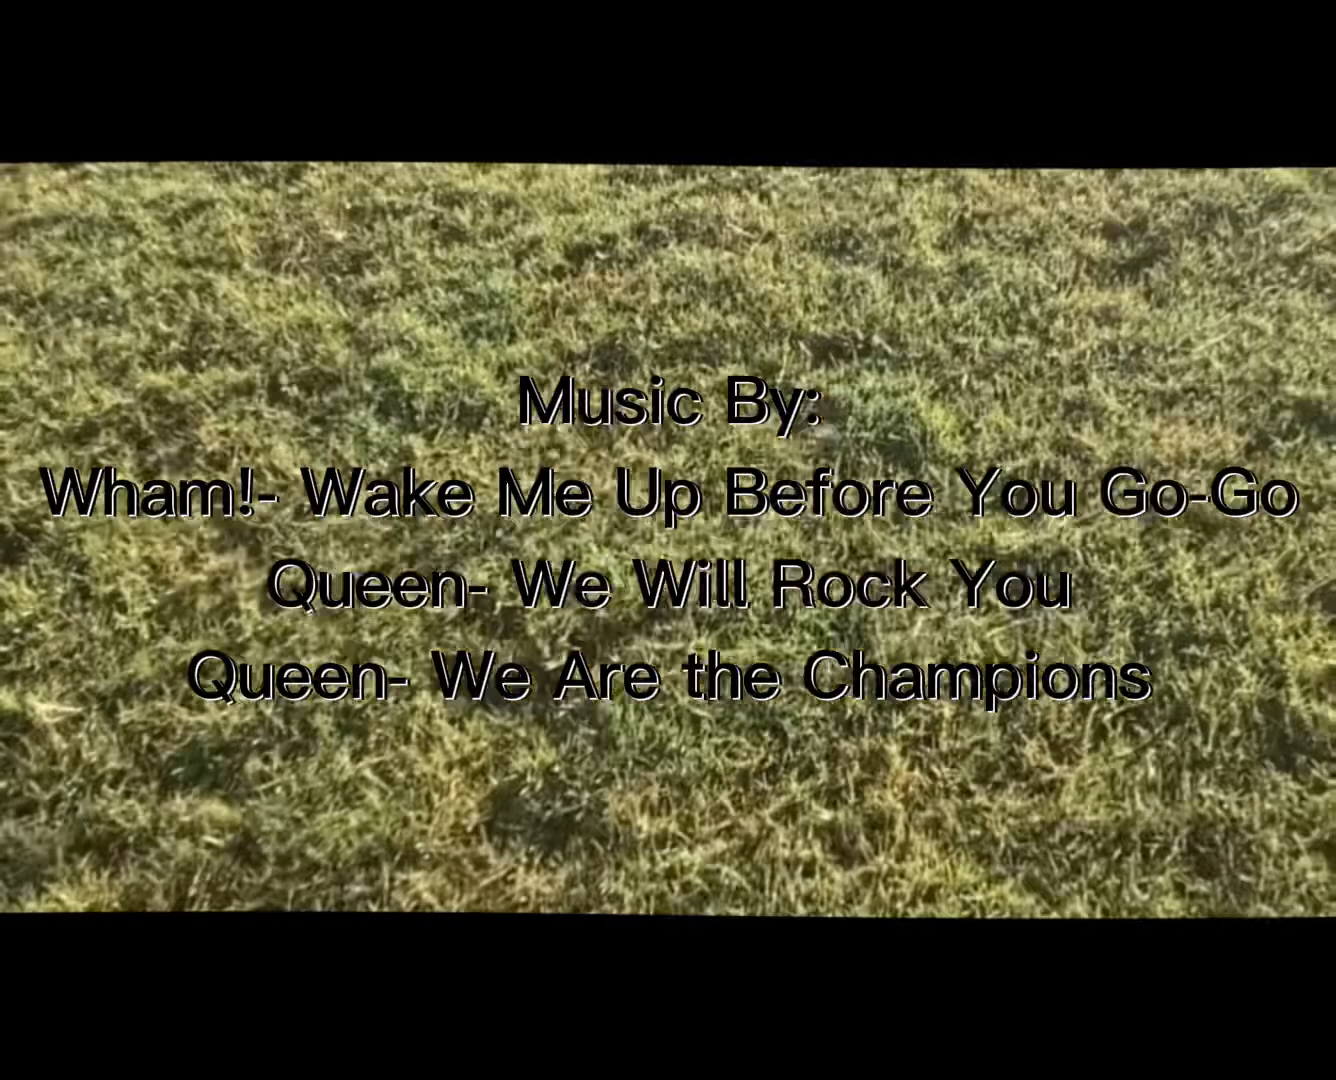 Music By:
Wham!- Wake Me Up Before You Go-Go
Queen- We Will Rock You
Queen- We Are the Champions